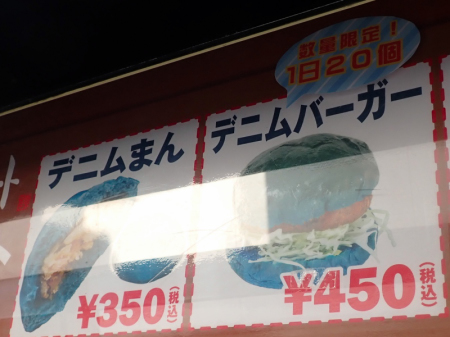 数量限定!
1日20個
デニムまん
¥350(税込)
デニムバーガー
¥450(税込)